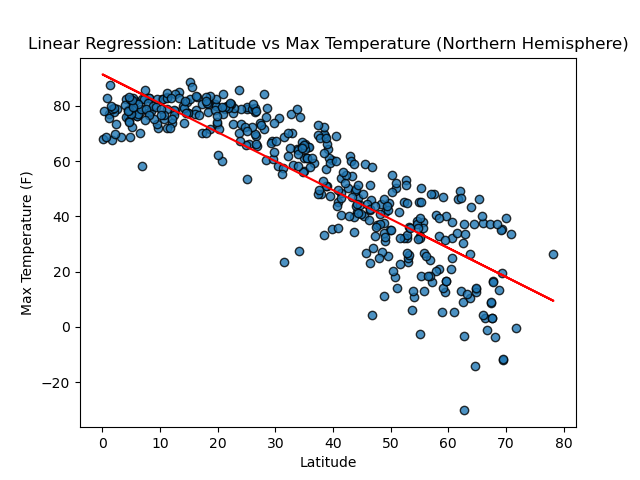 Linear Regression: Latitude vs Max Temperature (Northern Hemisphere)
Max Temperature (F)
80
60
40
20
0
−20
0 10 20 30 40 50 60 70 80
Latitude